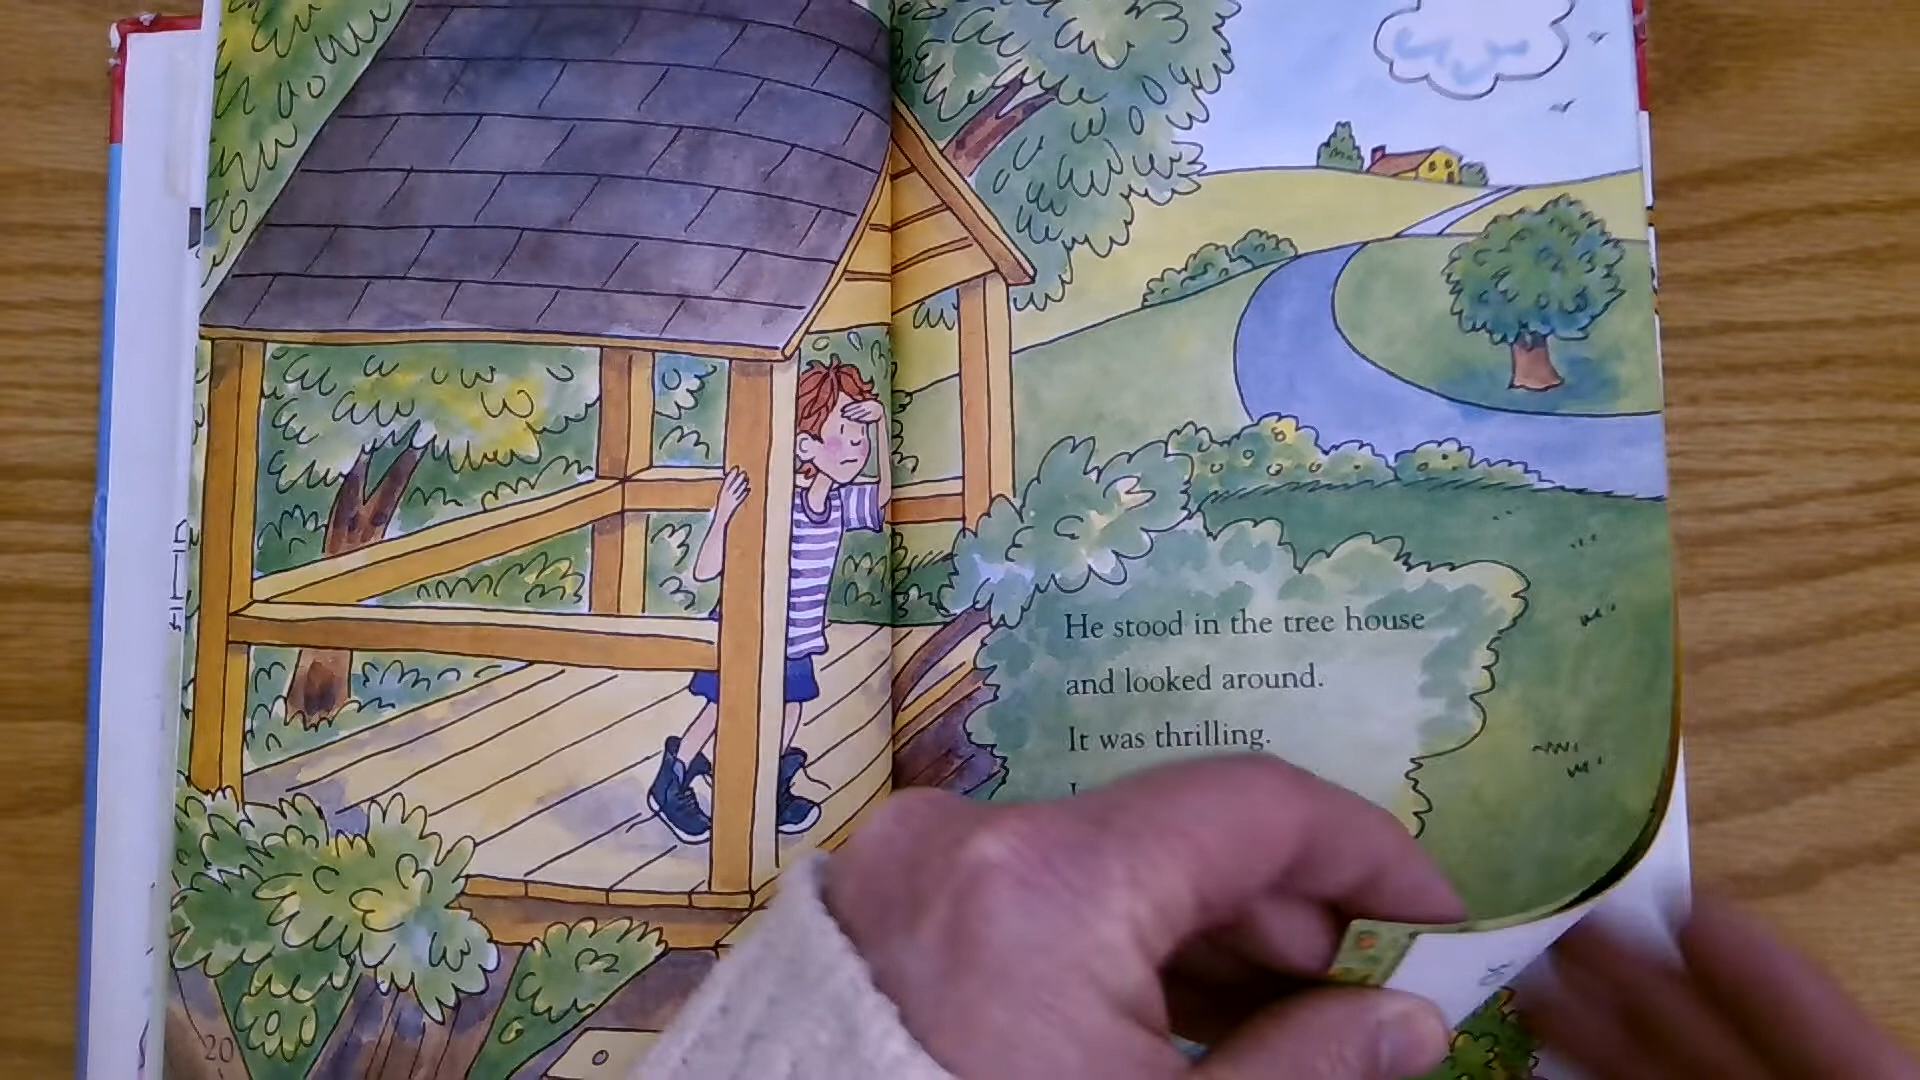 He stood in the tree house
and looked around.
It was thrilling.
20